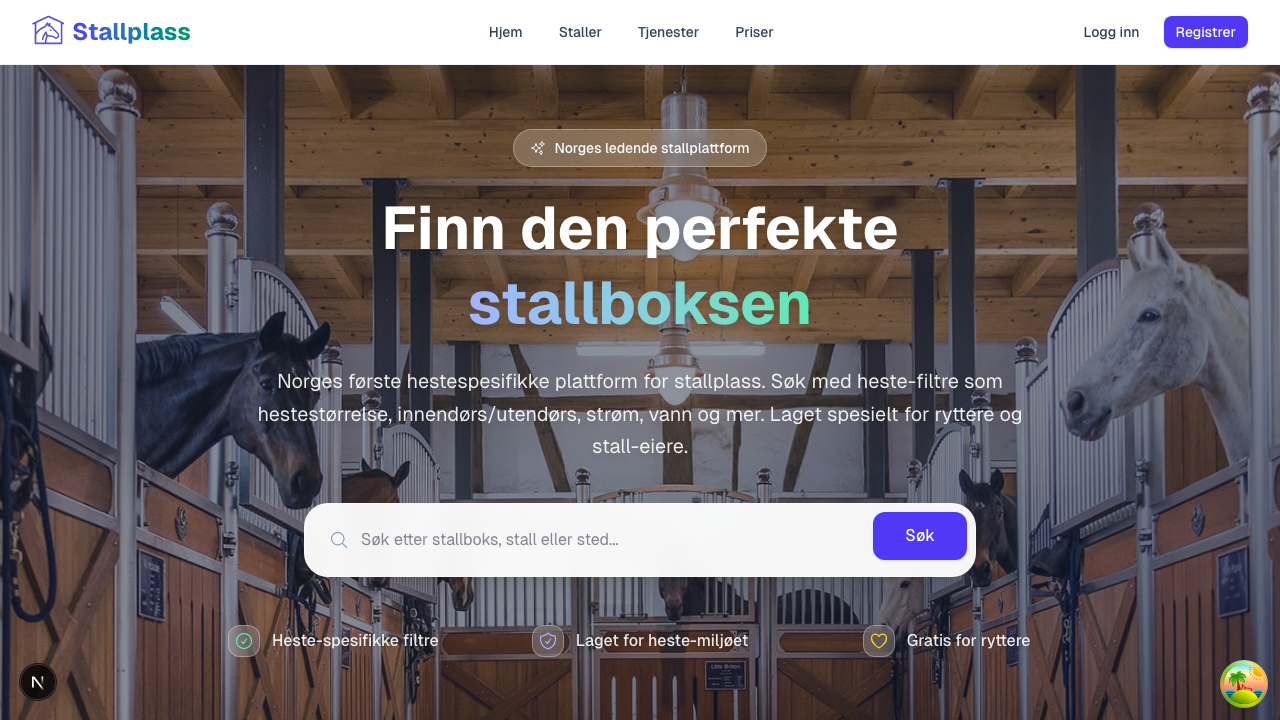 Stallplass
Hjem
Staller
Tjenester
Priser
Logg inn
Registrer
Norges ledende stallplattform
Finn den perfekte
stallboksen
Norges første hestespesifikke plattform for stallplass. Søk med heste-filtre som
hestestørrelse, innendørs/utendørs, strøm, vann og mer. Laget spesielt for ryttere og
stall-eiere.
Søk etter stallboks, stall eller sted...
Søk
Heste-spesifikke filtre
Laget for heste-miljøet
Gratis for ryttere
N